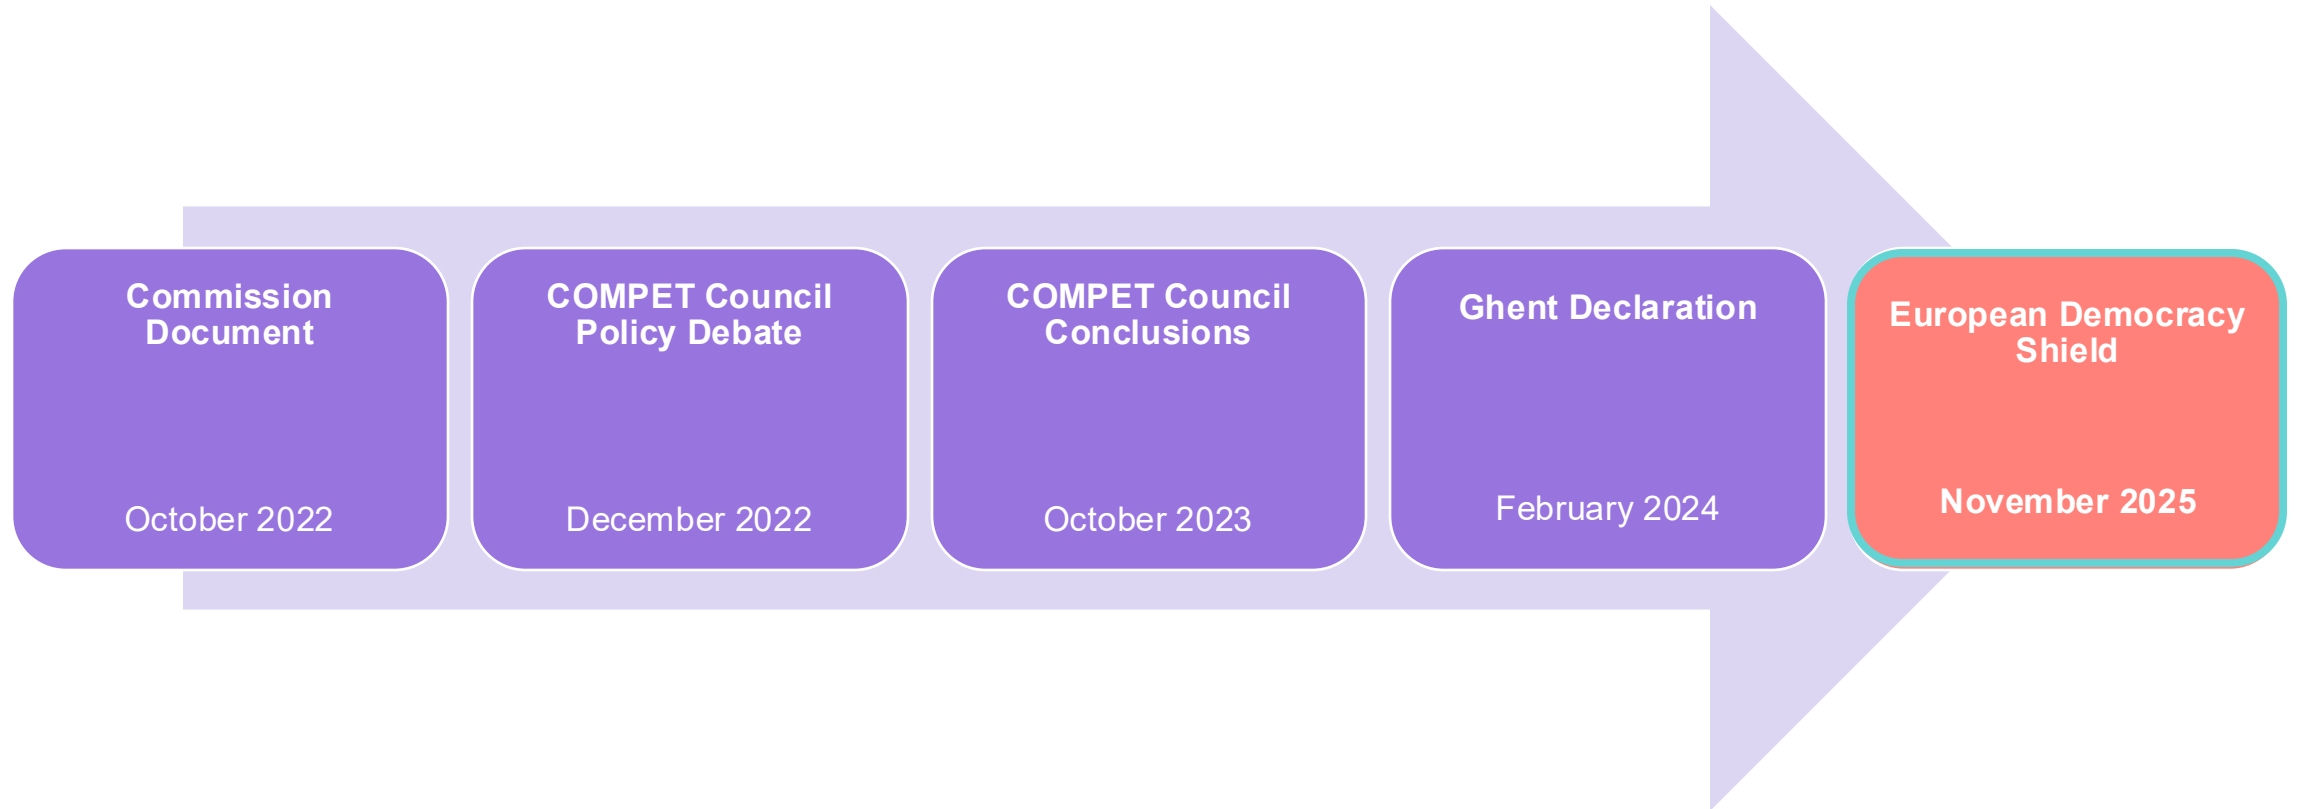 Commission
Document
October 2022
COMPET Council
Policy Debate
December 2022
COMPET Council
Conclusions
October 2023
Ghent Declaration
February 2024
European Democracy
Shield
November 2025